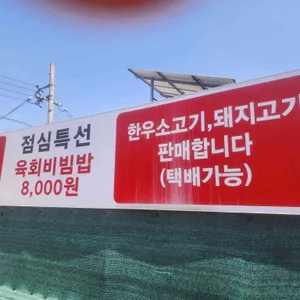 점심특선
육회비빔밥
8,000원
한우소고기,돼지고기
판매합니다
(택배가능)